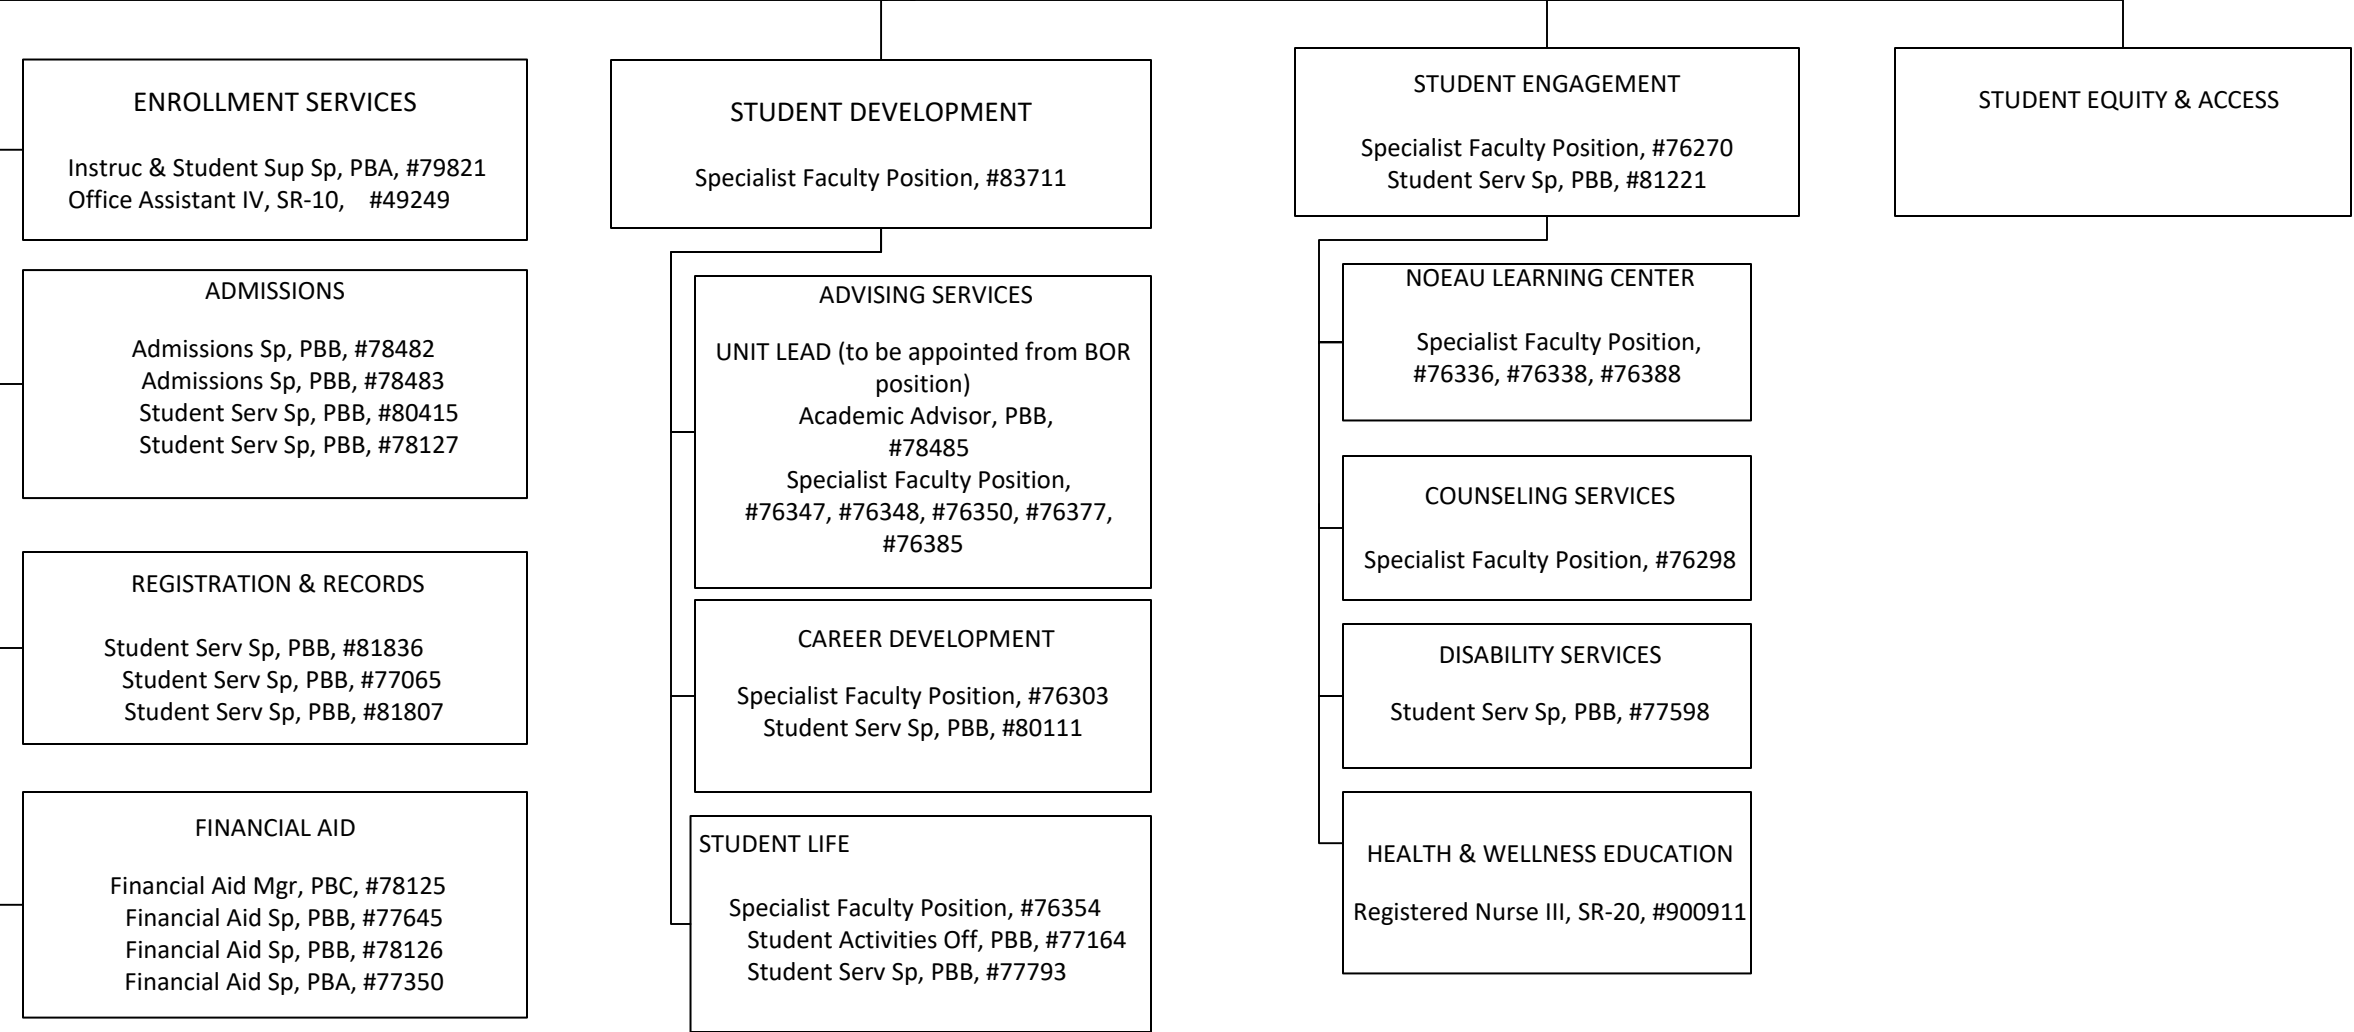 ENROLLMENT SERVICES
Instruc & Student Sup Sp, PBA, #79821
Office Assistant IV, SR-10, #49249
ADMISSIONS
Admissions Sp, PBB, #78482
Admissions Sp, PBB, #78483
Student Serv Sp, PBB, #80415
Student Serv Sp, PBB, #78127
REGISTRATION & RECORDS
Student Serv Sp, PBB, #81836
Student Serv Sp, PBB, #77065
Student Serv Sp, PBB, #81807
FINANCIAL AID
Financial Aid Mgr, PBC, #78125
Financial Aid Sp, PBB, #77645
Financial Aid Sp, PBB, #78126
Financial Aid Sp, PBA, #77350
STUDENT DEVELOPMENT
Specialist Faculty Position, #83711
ADVISING SERVICES
UNIT LEAD (to be appointed from BOR
position)
Academic Advisor, PBB,
#78485
Specialist Faculty Position,
#76347, #76348, #76350, #76377,
#76385
CAREER DEVELOPMENT
Specialist Faculty Position, #76303
Student Serv Sp, PBB, #80111
STUDENT LIFE
Specialist Faculty Position, #76354
Student Activities Off, PBB, #77164
Student Serv Sp, PBB, #77793
STUDENT ENGAGEMENT
Specialist Faculty Position, #76270
Student Serv Sp, PBB, #81221
NOEAU LEARNING CENTER
Specialist Faculty Position,
#76336, #76338, #76388
COUNSELING SERVICES
Specialist Faculty Position, #76298
DISABILITY SERVICES
Student Serv Sp, PBB, #77598
HEALTH & WELLNESS EDUCATION
Registered Nurse III, SR-20, #900911
STUDENT EQUITY & ACCESS